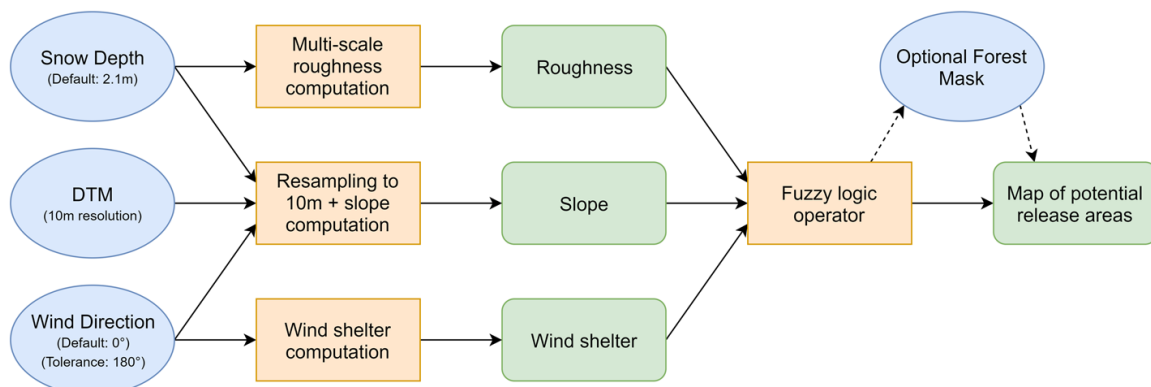 Snow Depth
(Default: 2.1m)
Multi-scale
roughness
computation
Roughness
Optional Forest
Mask
DTM
(10m resolution)
Resampling to
10m + slope
computation
Slope
Fuzzy logic
operator
Map of potential
release areas
Wind Direction
(Default: 0°)
(Tolerance: 180°)
Wind shelter
computation
Wind shelter